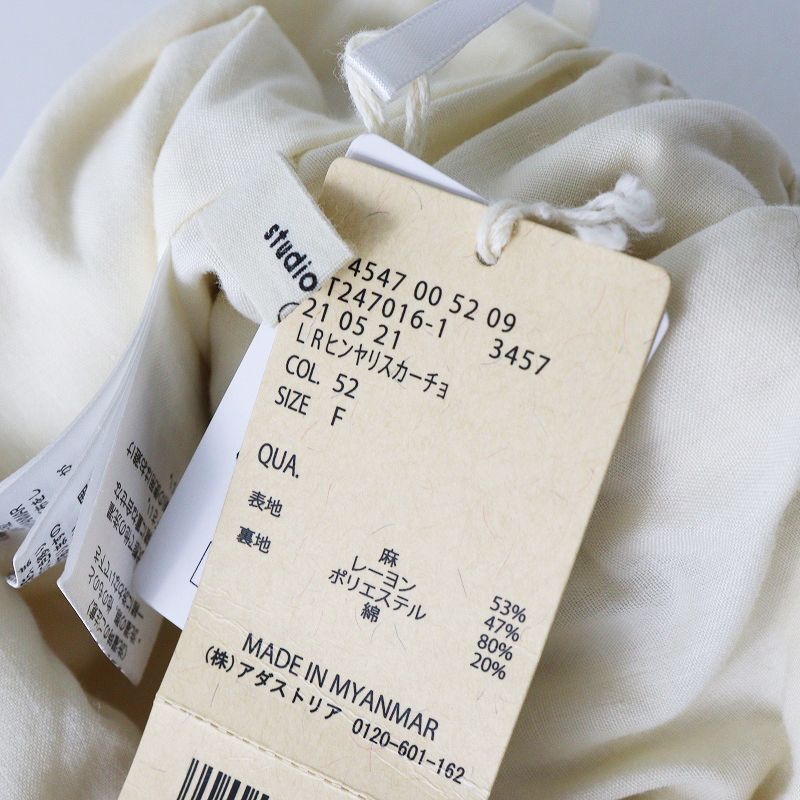 studio
4547 00 52 09
T247016-1
21 05 21 3457
LRヒンヤリスカーチョ
COL. 52
SIZE F
QUA.
表地 麻 53%
レーヨン 47%
裏地 ポリエステル 80%
綿 20%
MADE IN MYANMAR
(株)アダストリア 0120-601-162